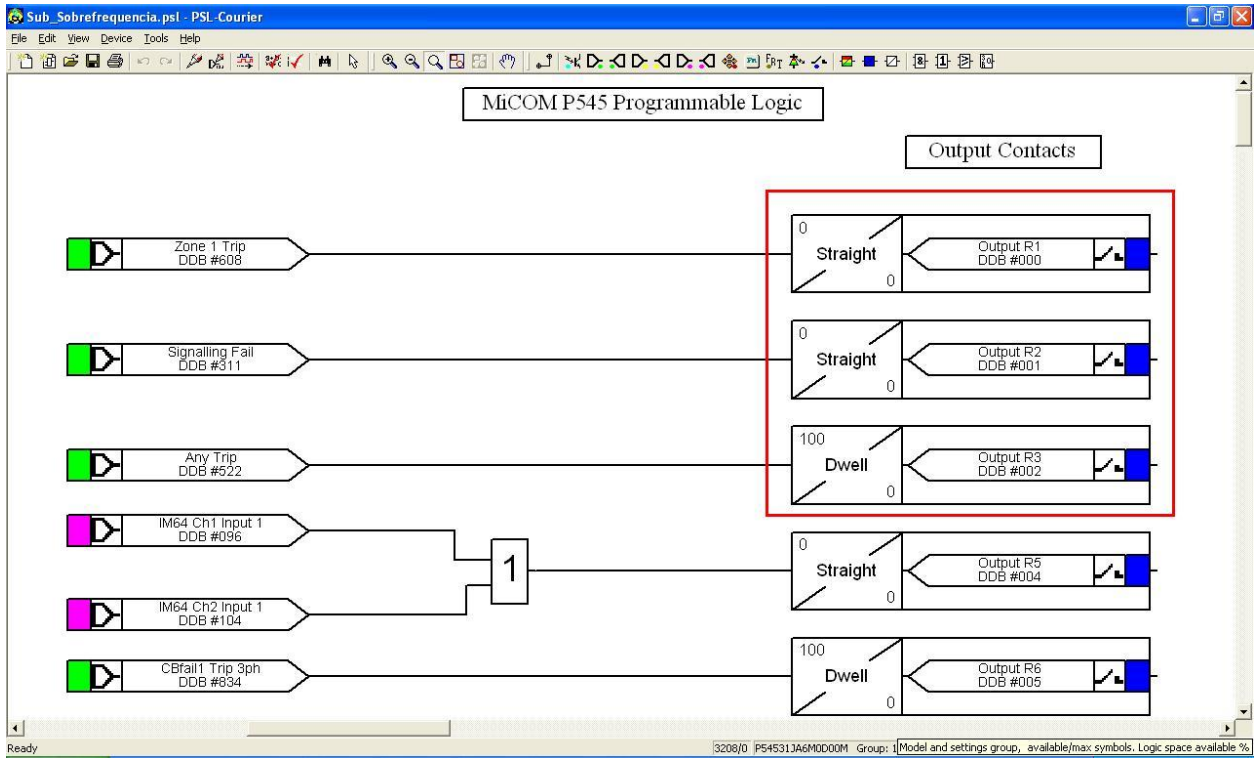 Sub_Sobrefrequencia.psl - PSL-Courier
File Edit View Device Tools Help
MiCOM P545 Programmable Logic
Output Contacts
Zone 1 Trip
DDB #608
0
Straight
0
Output R1
DDB #000
Signalling Fail
DDB #311
0
Straight
0
Output R2
DDB #001
Any Trip
DDB #522
100
Dwell
0
Output R3
DDB #002
IM64 Ch1 Input 1
DDB #096
1
IM64 Ch2 Input 1
DDB #104
0
Straight
0
Output R5
DDB #004
CBfail1 Trip 3ph
DDB #834
100
Dwell
0
Output R6
DDB #005
Ready
3208/0 P54531JA6M0D00M Group: 1 Model and settings group, available/max symbols. Logic space available %